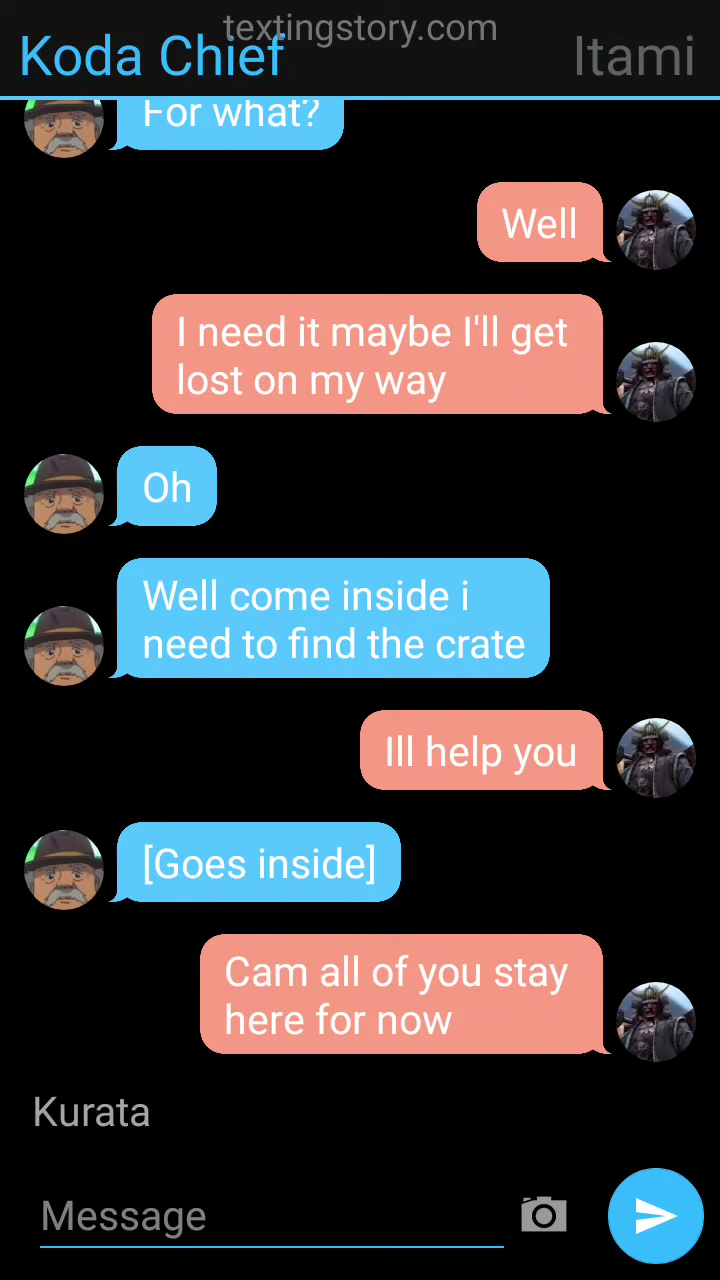 textingstory.com
Koda Chief
Itami
For what?
Well
I need it maybe I'll get
lost on my way
Oh
Well come inside i
need to find the crate
Ill help you
[Goes inside]
Cam all of you stay
here for now
Kurata
Message